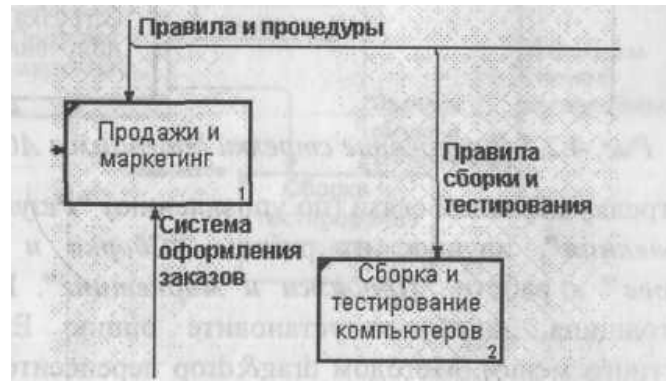 Правила и процедуры
Продажи и
маркетинг
1
Правила
сборки и
тестирования
Система
оформления
заказов
Сборка и
тестирование
компьютеров
2